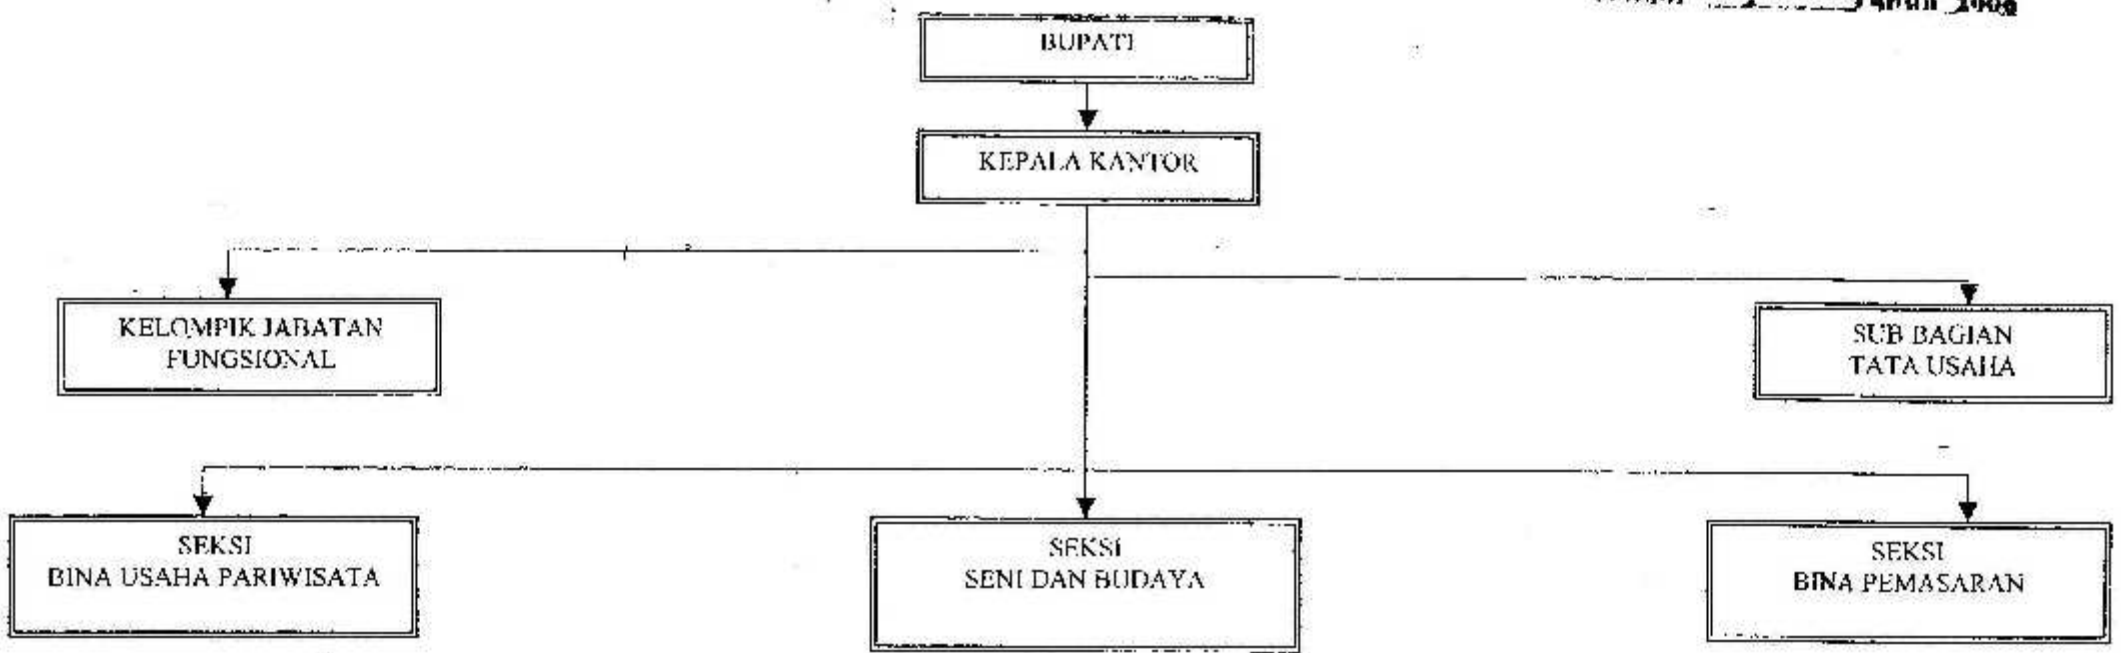 BUPATI
KEPALA KANTOR
KELOMPIK JABATAN
FUNGSIONAL
SUB BAGIAN
TATA USAHA
SEKSI
BINA USAHA PARIWISATA
SEKSI
SENI DAN BUDAYA
SEKSI
BINA PEMASARAN